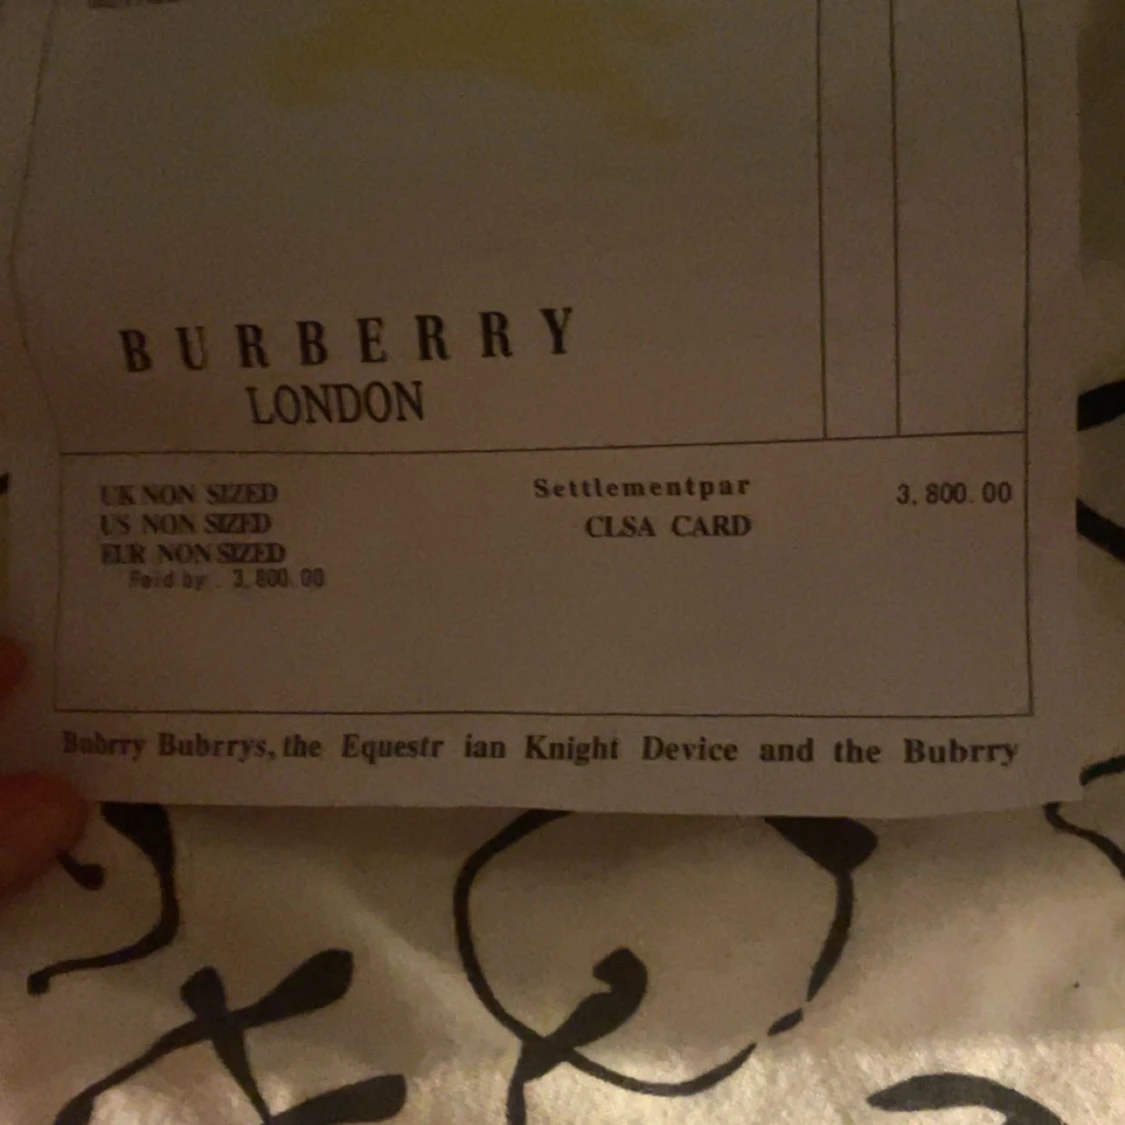 BURBERRY
LONDON
UK NON SIZED
Settlementpar
3,800.00
US NON SIZED
CLSA CARD
EUR NON SIZED
Paid by : 3,800.00
Bubrry Bubrrys, the Equestr ian Knight Device and the Bubrry